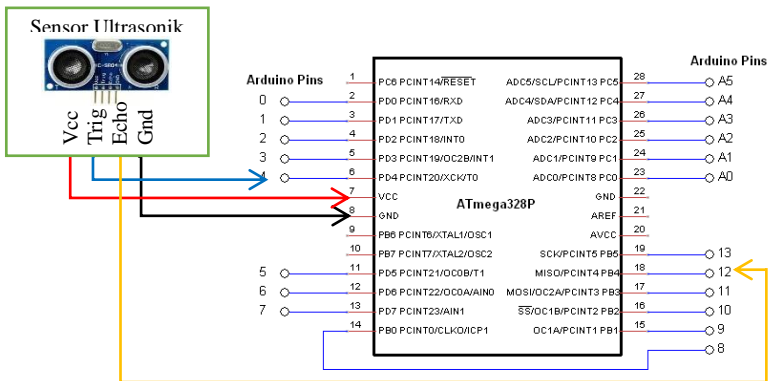 Sensor Ultrasonik
HC-SR04
Vcc
Trig
Echo
Gnd
Arduino Pins
0
1
2
3
4
5
6
7
1
2
3
4
5
6
7
8
9
10
11
12
13
14
PC6 PCINT14/RESET
PD0 PCINT16/RXD
PD1 PCINT17/TXD
PD2 PCINT18/INT0
PD3 PCINT19/OC2B/INT1
PD4 PCINT20/XCK/T0
VCC
GND
PB6 PCINT6/XTAL1/OSC1
PB7 PCINT7/XTAL2/OSC2
PD5 PCINT21/OC0B/T1
PD6 PCINT22/OC0A/AIN0
PD7 PCINT23/AIN1
PB0 PCINT0/CLKO/ICP1
ATmega328P
ADC5/SCL/PCINT13 PC5
ADC4/SDA/PCINT12 PC4
ADC3/PCINT11 PC3
ADC2/PCINT10 PC2
ADC1/PCINT9 PC1
ADC0/PCINT8 PC0
GND
AREF
AVCC
SCK/PCINT5 PB5
MISO/PCINT4 PB4
MOSI/OC2A/PCINT3 PB3
SS/OC1B/PCINT2 PB2
OC1A/PCINT1 PB1
28
27
26
25
24
23
22
21
20
19
18
17
16
15
Arduino Pins
A5
A4
A3
A2
A1
A0
13
12
11
10
9
8